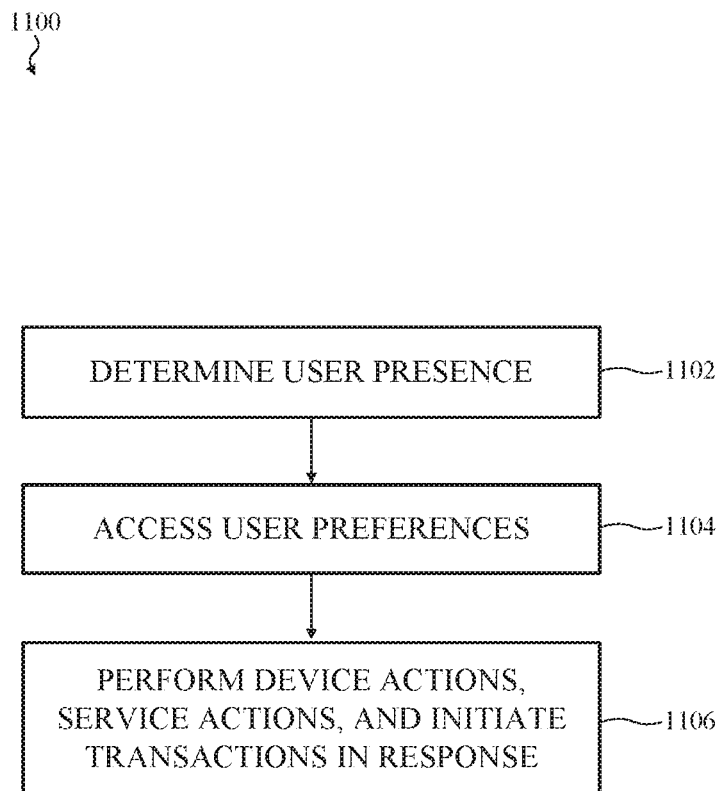 1100
DETERMINE USER PRESENCE
1102
ACCESS USER PREFERENCES
1104
PERFORM DEVICE ACTIONS,
SERVICE ACTIONS, AND INITIATE
TRANSACTIONS IN RESPONSE
1106